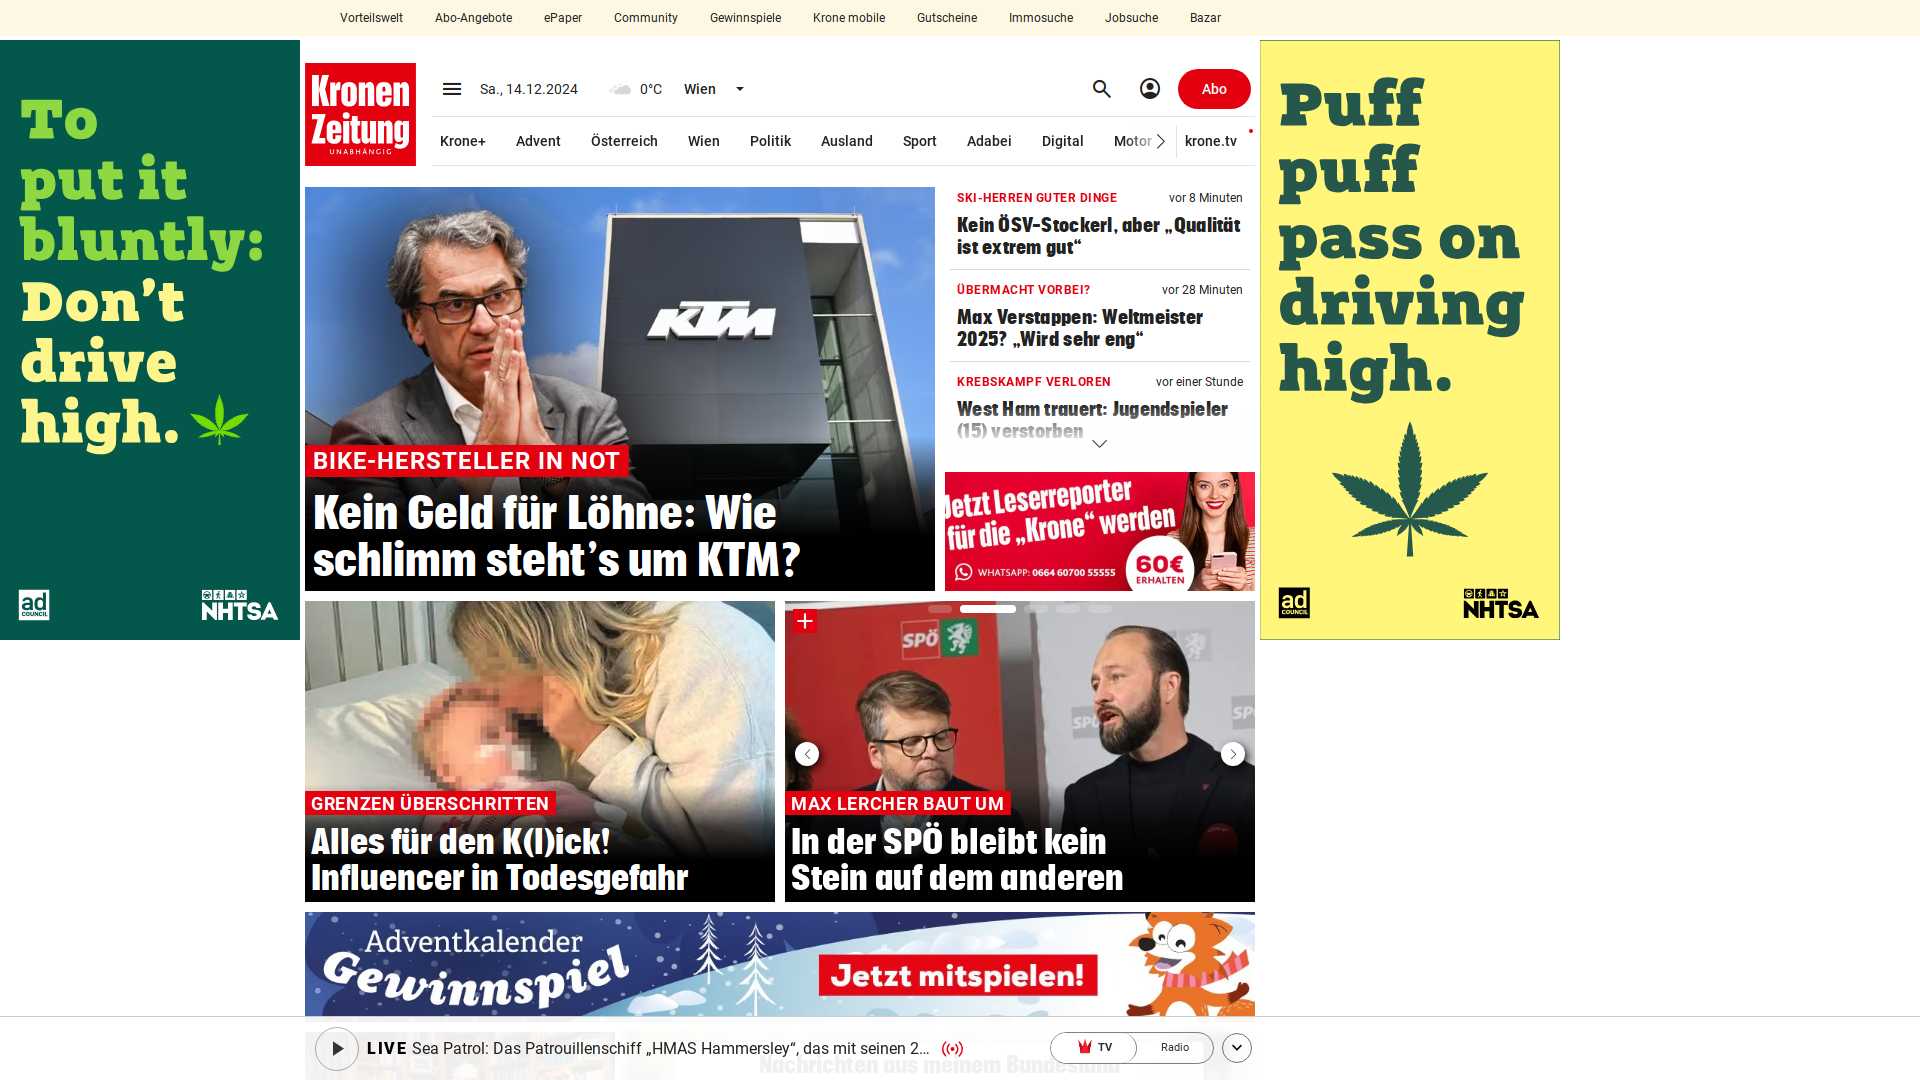 Vorteilswelt
Abo-Angebote
ePaper
Community
Gewinnspiele
Krone mobile
Gutscheine
Immosuche
Jobsuche
Bazar
To
put it
bluntly:
Don't
drive
high.
ad
COUNCIL
NHTSA
Kronen
Zeitung
UNABHÄNGIG
Sa., 14.12.2024
0°C
Wien
Abo
Krone+
Advent
Österreich
Wien
Politik
Ausland
Sport
Adabei
Digital
Motor
krone.tv
KTM
BIKE-HERSTELLER IN NOT
Kein Geld für Löhne: Wie
schlimm steht's um KTM?
SKI-HERREN GUTER DINGE
vor 8 Minuten
Kein ÖSV-Stockerl, aber „Qualität
ist extrem gut“
ÜBERMACHT VORBEI?
vor 28 Minuten
Max Verstappen: Weltmeister
2025? „Wird sehr eng“
KREBSKAMPF VERLOREN
vor einer Stunde
West Ham trauert: Jugendspieler
(15) verstorben
Jetzt Leserreporter
für die „Krone“ werden
WHATSAPP: 0664 60700 55555
60€
ERHALTEN
GRENZEN ÜBERSCHRITTEN
Alles für den K(l)ick!
Influencer in Todesgefahr
SPÖ
SPÖ
SPÖ
MAX LERCHER BAUT UM
In der SPÖ bleibt kein
Stein auf dem anderen
Adventkalender
Gewinnspiel
Jetzt mitspielen!
LIVE Sea Patrol: Das Patrouillenschiff „HMAS Hammersley“, das mit seinen 2...
TV
Radio
Nachrichten aus meinem Bundesland
Puff
puff
pass on
driving
high.
ad
COUNCIL
NHTSA